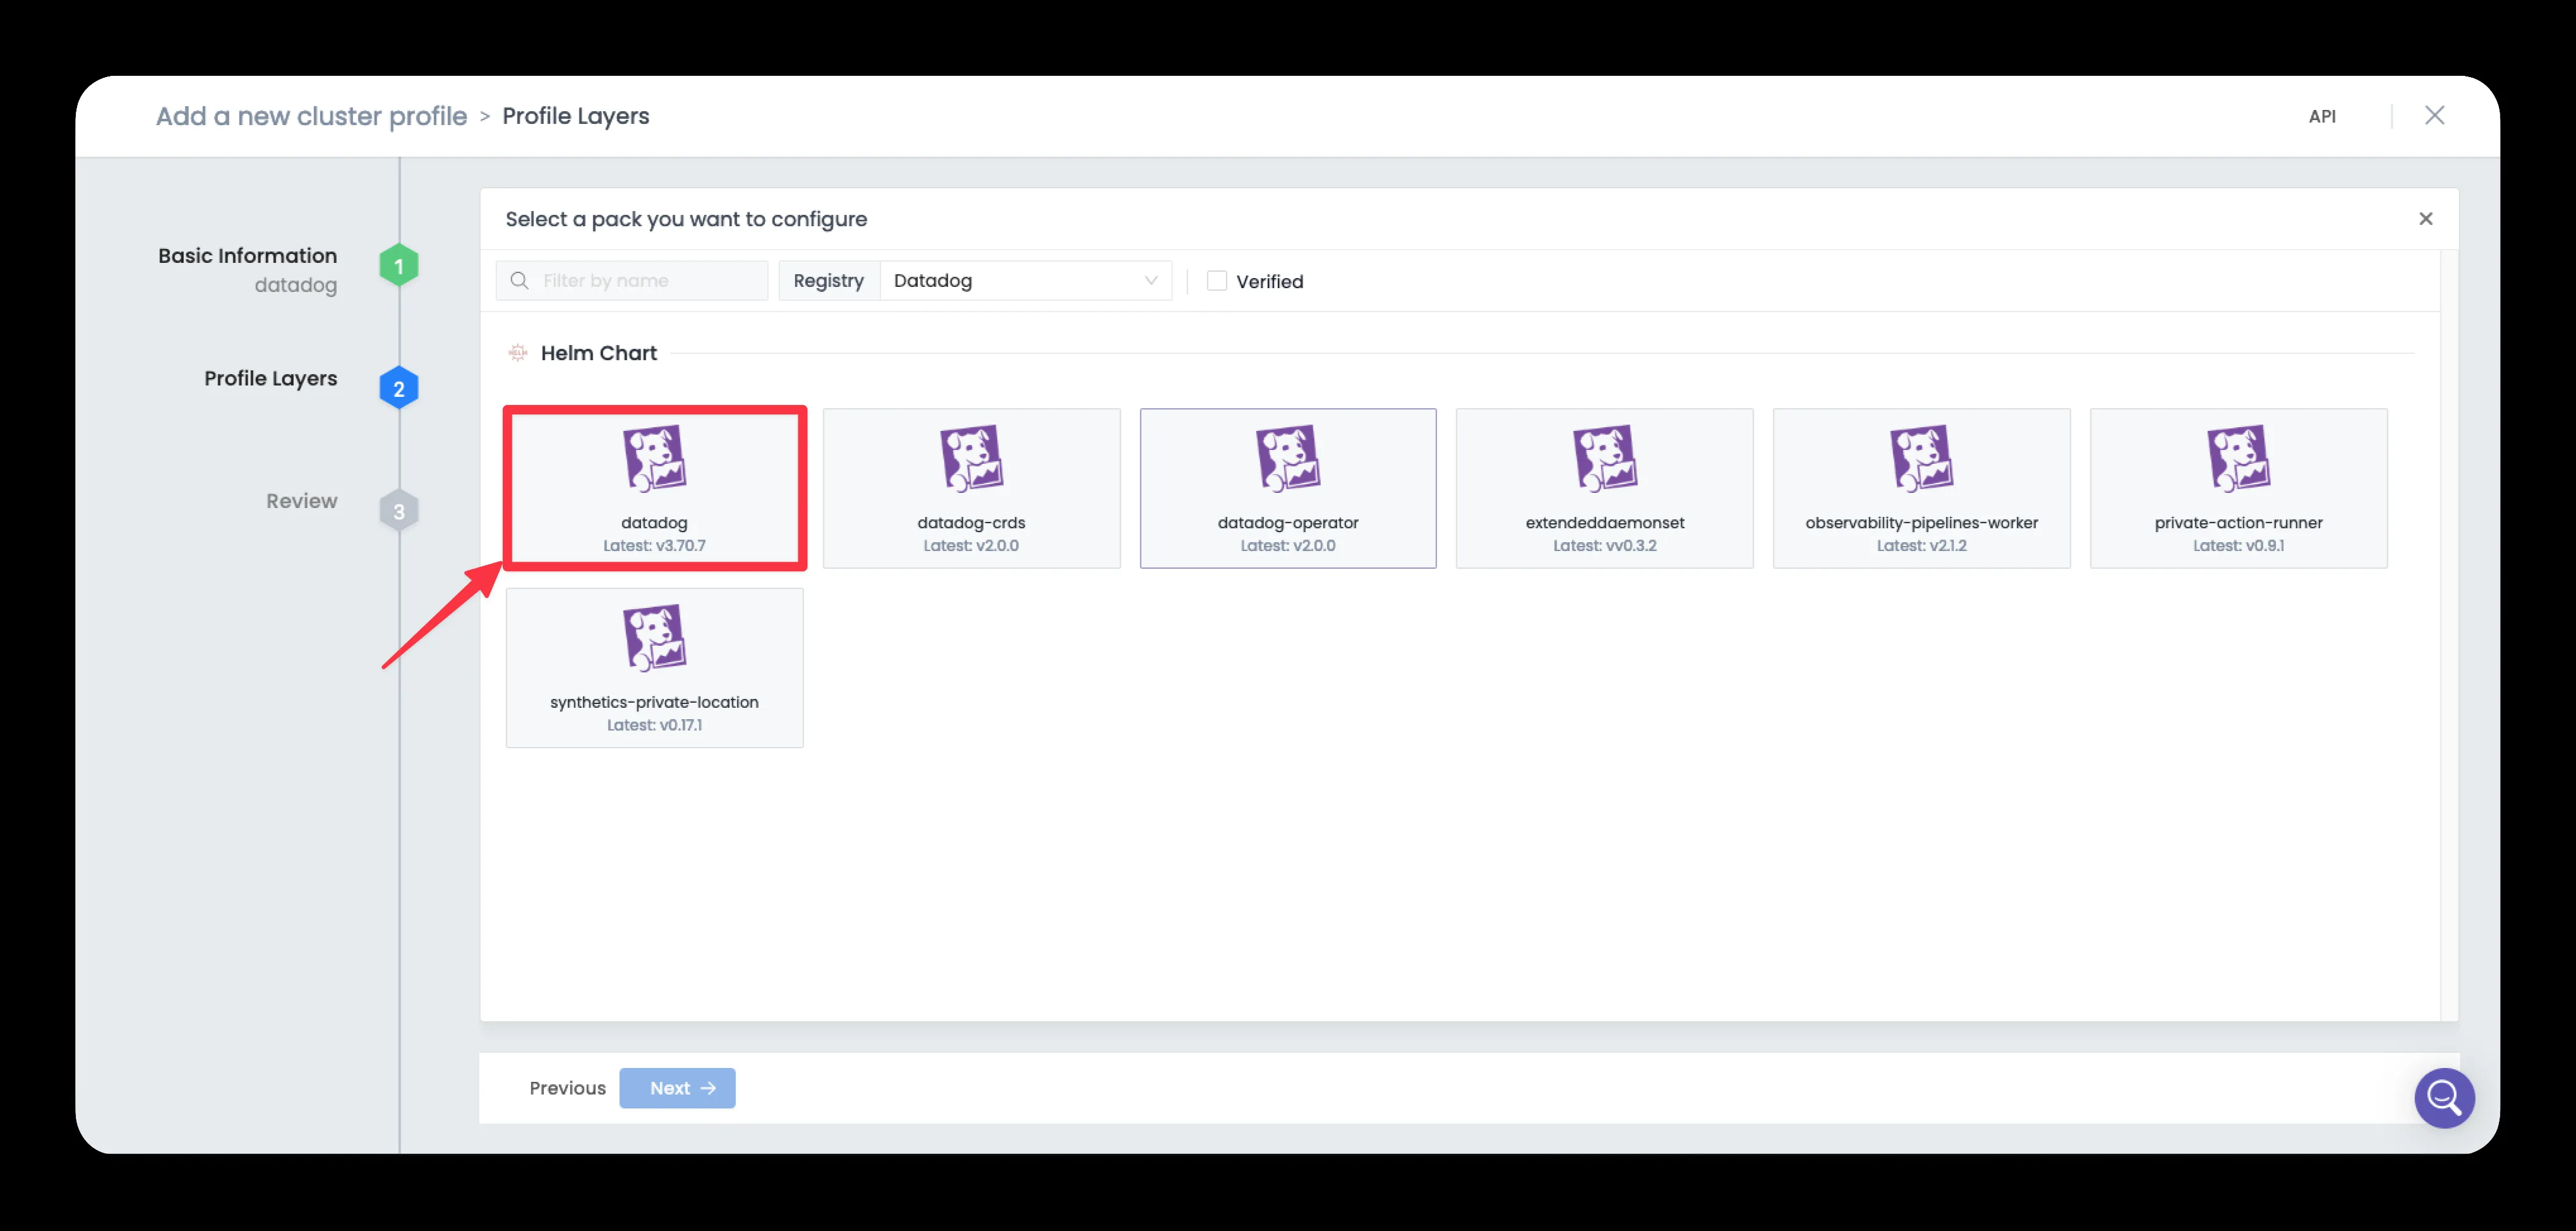 Add a new cluster profile > Profile Layers
API
Basic Information
datadog
1
Profile Layers
2
Review
3
Select a pack you want to configure
Filter by name
Registry
Datadog
Verified
HELM
Helm Chart
datadog
Latest: v3.70.7
datadog-crds
Latest: v2.0.0
datadog-operator
Latest: v2.0.0
extendeddaemonset
Latest: vv0.3.2
observability-pipelines-worker
Latest: v2.1.2
private-action-runner
Latest: v0.9.1
synthetics-private-location
Latest: v0.17.1
Previous
Next →